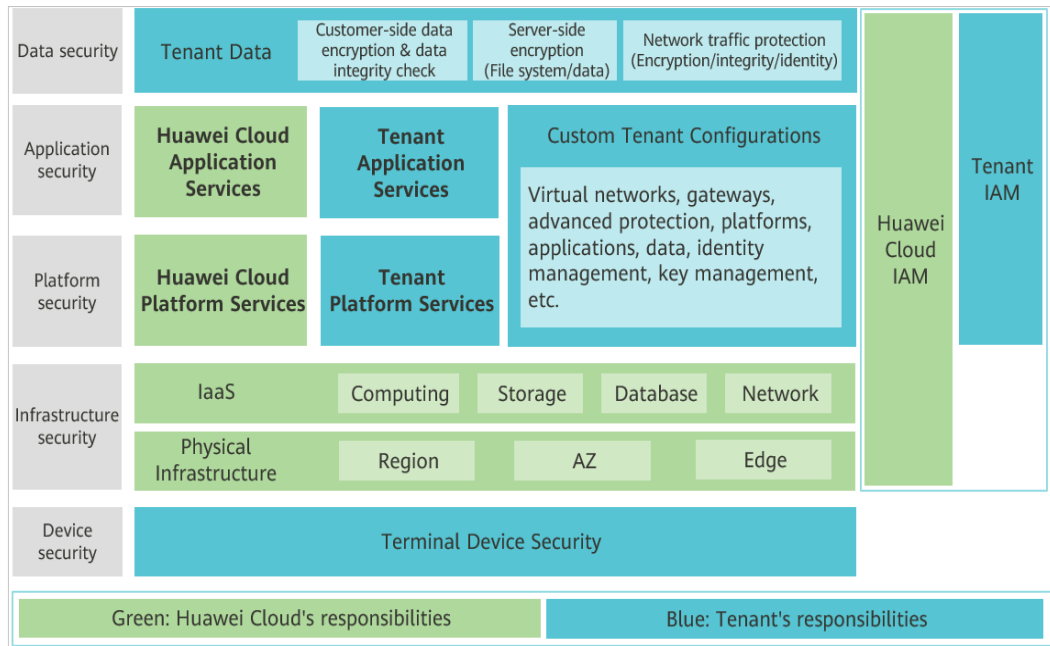 Data security
Tenant Data
Customer-side data
encryption & data
integrity check
Server-side
encryption
(File system/data)
Network traffic protection
(Encryption/integrity/identity)
Application
security
Huawei Cloud
Application
Services
Tenant
Application
Services
Custom Tenant Configurations
Virtual networks, gateways,
advanced protection, platforms,
applications, data, identity
management, key management,
etc.
Platform
security
Huawei Cloud
Platform Services
Tenant
Platform Services
Huawei
Cloud
IAM
Tenant
IAM
Infrastructure
security
IaaS
Computing
Storage
Database
Network
Physical
Infrastructure
Region
AZ
Edge
Device
security
Terminal Device Security
Green: Huawei Cloud's responsibilities
Blue: Tenant's responsibilities